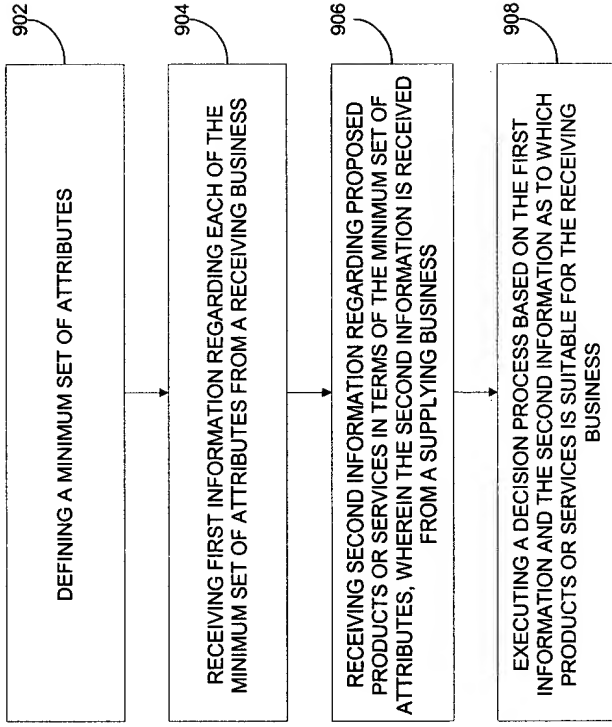 902
DEFINING A MINIMUM SET OF ATTRIBUTES
904
RECEIVING FIRST INFORMATION REGARDING EACH OF THE
MINIMUM SET OF ATTRIBUTES FROM A RECEIVING BUSINESS
906
RECEIVING SECOND INFORMATION REGARDING PROPOSED
PRODUCTS OR SERVICES IN TERMS OF THE MINIMUM SET OF
ATTRIBUTES, WHEREIN THE SECOND INFORMATION IS RECEIVED
FROM A SUPPLYING BUSINESS
908
EXECUTING A DECISION PROCESS BASED ON THE FIRST
INFORMATION AND THE SECOND INFORMATION AS TO WHICH
PRODUCTS OR SERVICES IS SUITABLE FOR THE RECEIVING
BUSINESS